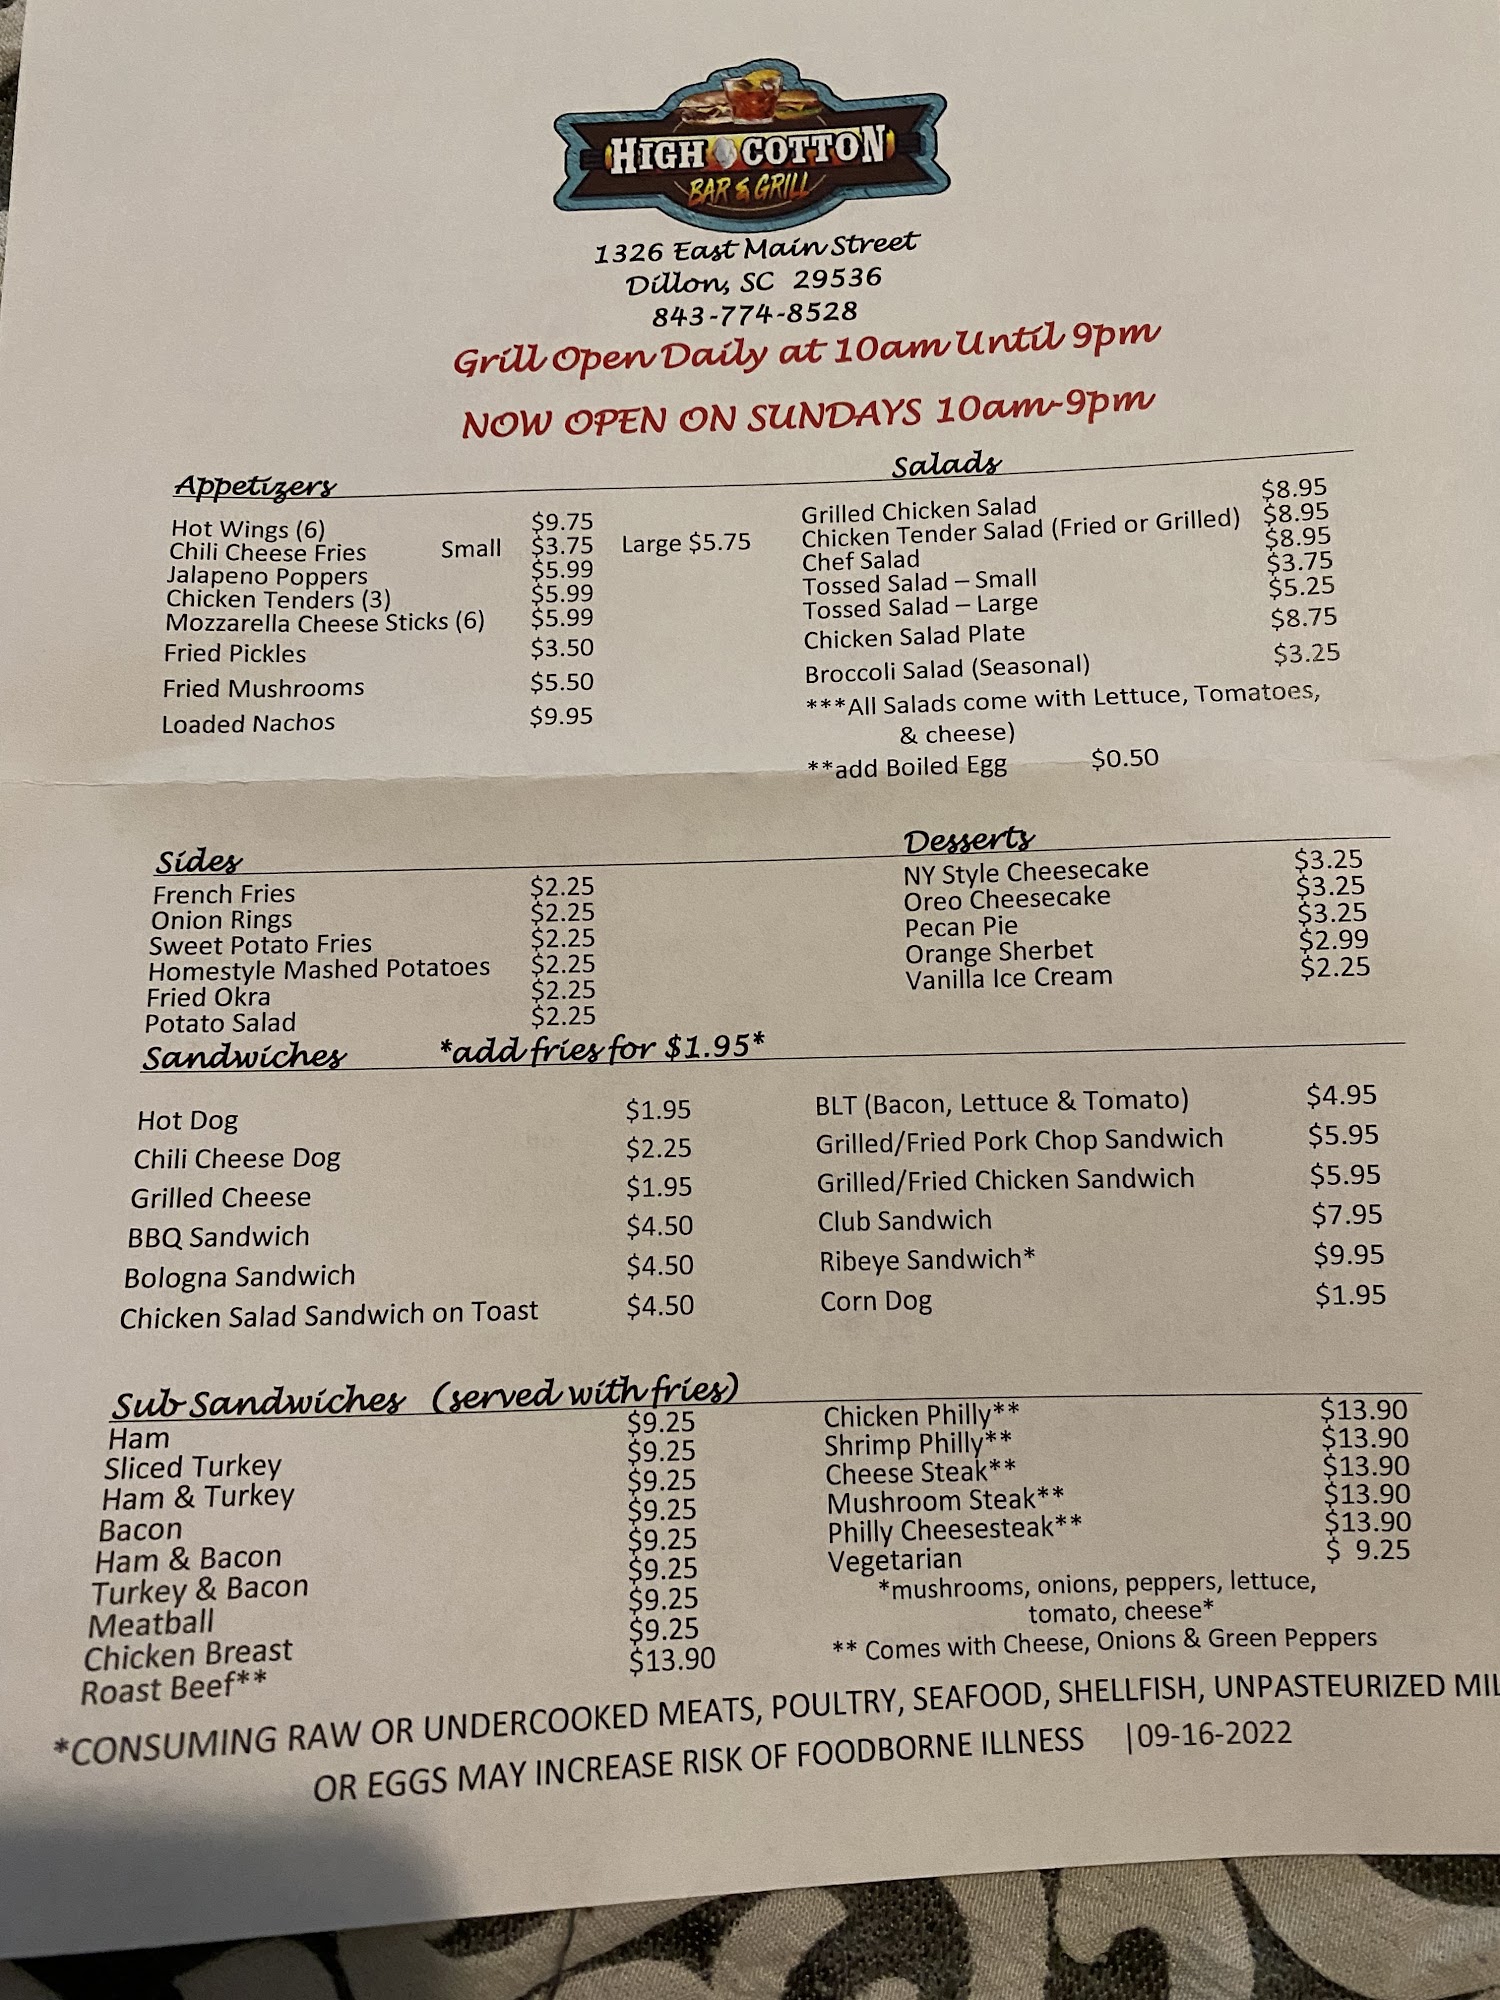 HIGH COTTON
BAR & GRILL
1326 East Main Street
Dillon, SC 29536
843-774-8528
Grill Open Daily at 10am Until 9pm
NOW OPEN ON SUNDAYS 10am-9pm
Appetizers
Hot Wings (6) $9.75
Chili Cheese Fries Small $3.75 Large $5.75
Jalapeno Poppers $5.99
Chicken Tenders (3) $5.99
Mozzarella Cheese Sticks (6) $5.99
Fried Pickles $3.50
Fried Mushrooms $5.50
Loaded Nachos $9.95
Salads
Grilled Chicken Salad $8.95
Chicken Tender Salad (Fried or Grilled) $8.95
Chef Salad $8.95
Tossed Salad – Small $3.75
Tossed Salad – Large $5.25
Chicken Salad Plate $8.75
Broccoli Salad (Seasonal) $3.25
***All Salads come with Lettuce, Tomatoes,
& cheese)
**add Boiled Egg $0.50
Sides
French Fries $2.25
Onion Rings $2.25
Sweet Potato Fries $2.25
Homestyle Mashed Potatoes $2.25
Fried Okra $2.25
Potato Salad $2.25
Desserts
NY Style Cheesecake $3.25
Oreo Cheesecake $3.25
Pecan Pie $3.25
Orange Sherbet $2.99
Vanilla Ice Cream $2.25
Sandwiches *add fries for $1.95*
Hot Dog $1.95
Chili Cheese Dog $2.25
Grilled Cheese $1.95
BBQ Sandwich $4.50
Bologna Sandwich $4.50
Chicken Salad Sandwich on Toast $4.50
BLT (Bacon, Lettuce & Tomato) $4.95
Grilled/Fried Pork Chop Sandwich $5.95
Grilled/Fried Chicken Sandwich $5.95
Club Sandwich $7.95
Ribeye Sandwich* $9.95
Corn Dog $1.95
Sub Sandwiches (served with fries)
Ham $9.25
Sliced Turkey $9.25
Ham & Turkey $9.25
Bacon $9.25
Ham & Bacon $9.25
Turkey & Bacon $9.25
Meatball $9.25
Chicken Breast $9.25
Roast Beef** $13.90
Chicken Philly** $13.90
Shrimp Philly** $13.90
Cheese Steak** $13.90
Mushroom Steak** $13.90
Philly Cheesesteak** $13.90
Vegetarian $ 9.25
*mushrooms, onions, peppers, lettuce,
tomato, cheese*
** Comes with Cheese, Onions & Green Peppers
*CONSUMING RAW OR UNDERCOOKED MEATS, POULTRY, SEAFOOD, SHELLFISH, UNPASTEURIZED MIL
OR EGGS MAY INCREASE RISK OF FOODBORNE ILLNESS |09-16-2022